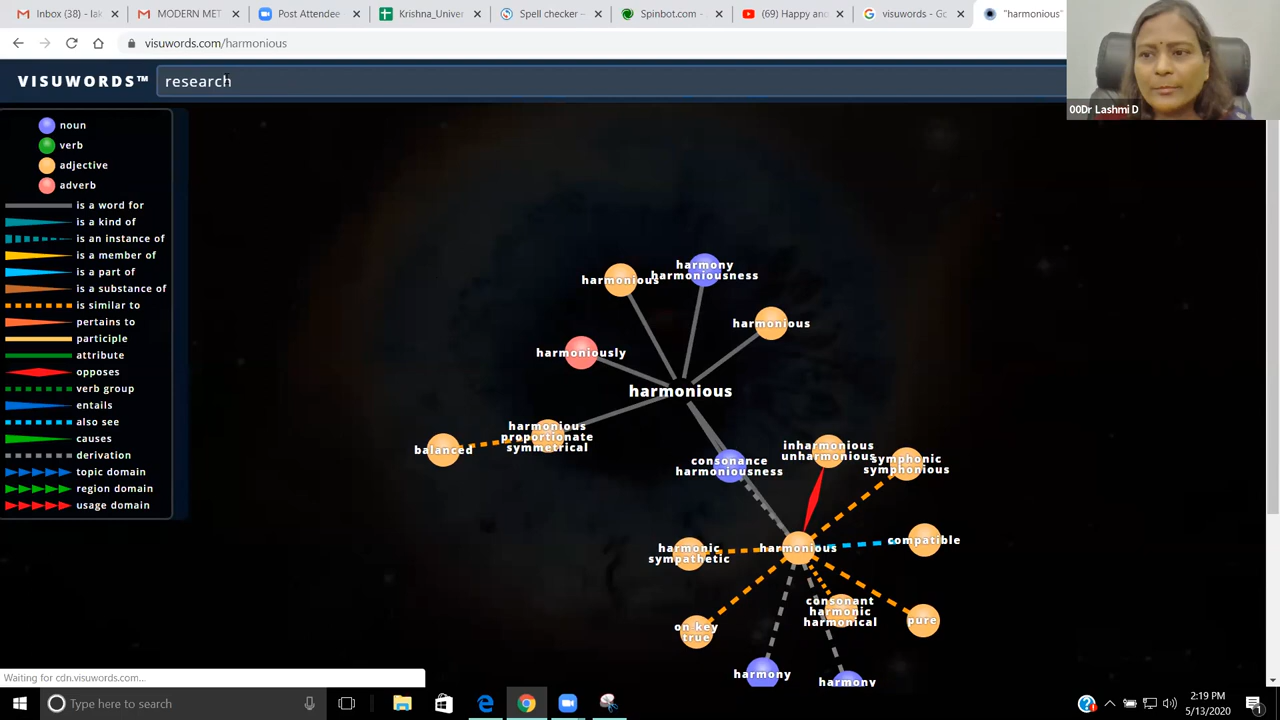 Inbox (38) - lak
MODERN MET
Post Attendee
Krishna_Univer
Spell checker –
Spinbot.com -
(69) Happy and
visuwords - Go
"harmonious"
visuwords.com/harmonious
VISUWORDS™
research
00Dr Lashmi D
noun
verb
adjective
adverb
is a word for
is a kind of
is an instance of
is a member of
is a part of
is a substance of
is similar to
pertains to
participle
attribute
opposes
verb group
entails
also see
causes
derivation
topic domain
region domain
usage domain
harmony
harmoniousness
harmonious
harmonious
harmoniously
harmonious
harmonious
proportionate
symmetrical
balanced
consonance
harmoniousness
inharmonious
unharmonious
symphonic
symphonious
harmonic
sympathetic
harmonious
compatible
consonant
harmonic
harmonical
pure
on key
true
harmony
harmony
Waiting for cdn.visuwords.com...
Type here to search
2:19 PM
5/13/2020